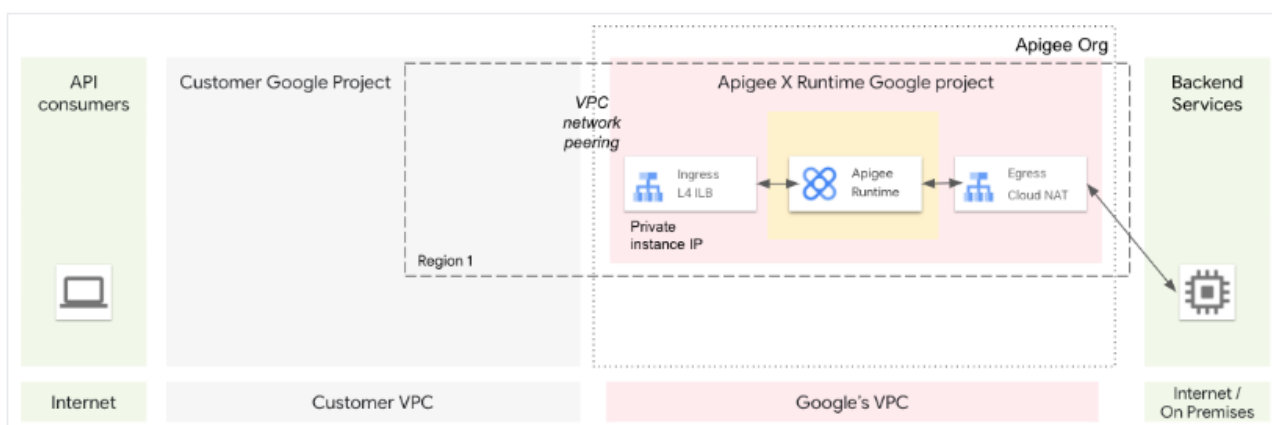 Apigee Org
API
consumers
Customer Google Project
Apigee X Runtime Google project
Backend
Services
VPC
network
peering
Ingress
L4 ILB
Apigee
Runtime
Egress
Cloud NAT
Private
instance IP
Region 1
Internet
Customer VPC
Google's VPC
Internet /
On Premises